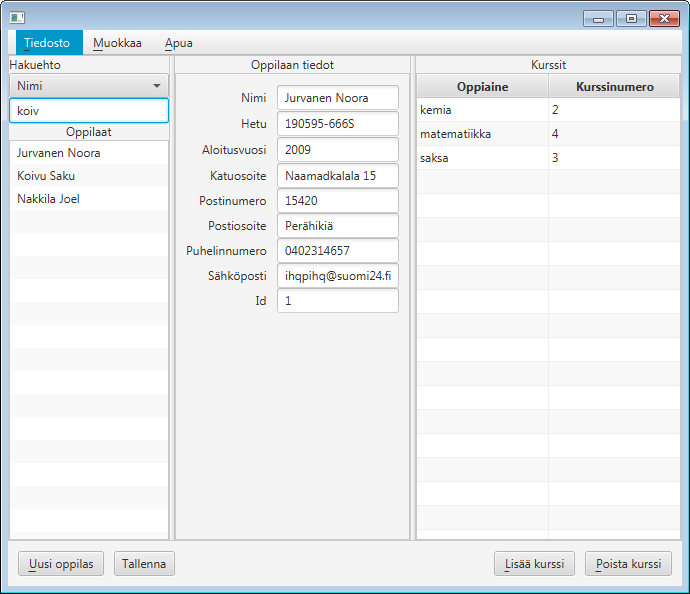 Tiedosto Muokkaa Apua
Hakuehto
Nimi
koiv
Oppilaat
Jurvanen Noora
Koivu Saku
Nakkila Joel
Oppilaan tiedot
Nimi Jurvanen Noora
Hetu 190595-666S
Aloitusvuosi 2009
Katuosoite Naamadkalala 15
Postinumero 15420
Postiosoite Perähikiä
Puhelinnumero 0402314657
Sähköposti ihqpihq@suomi24.fi
Id 1
Kurssit
Oppiaine Kurssinumero
kemia 2
matematiikka 4
saksa 3
Uusi oppilas Tallenna Lisää kurssi Poista kurssi